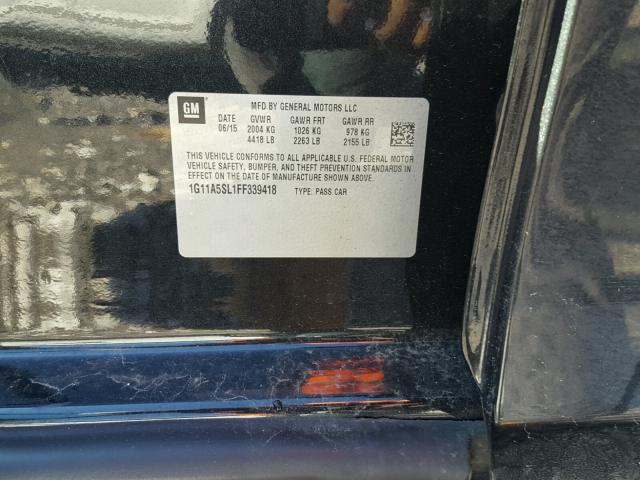 GM
MFD BY GENERAL MOTORS LLC
DATE GVWR GAWR FRT GAWR RR
06/15 2004 KG 1026 KG 978 KG
4418 LB 2263 LB 2155 LB
THIS VEHICLE CONFORMS TO ALL APPLICABLE U.S. FEDERAL MOTOR
VEHICLE SAFETY, BUMPER, AND THEFT PREVENTION STANDARDS IN
EFFECT ON THE DATE OF MANUFACTURE SHOWN ABOVE.
1G11A5SL1FF339418 TYPE: PASS CAR